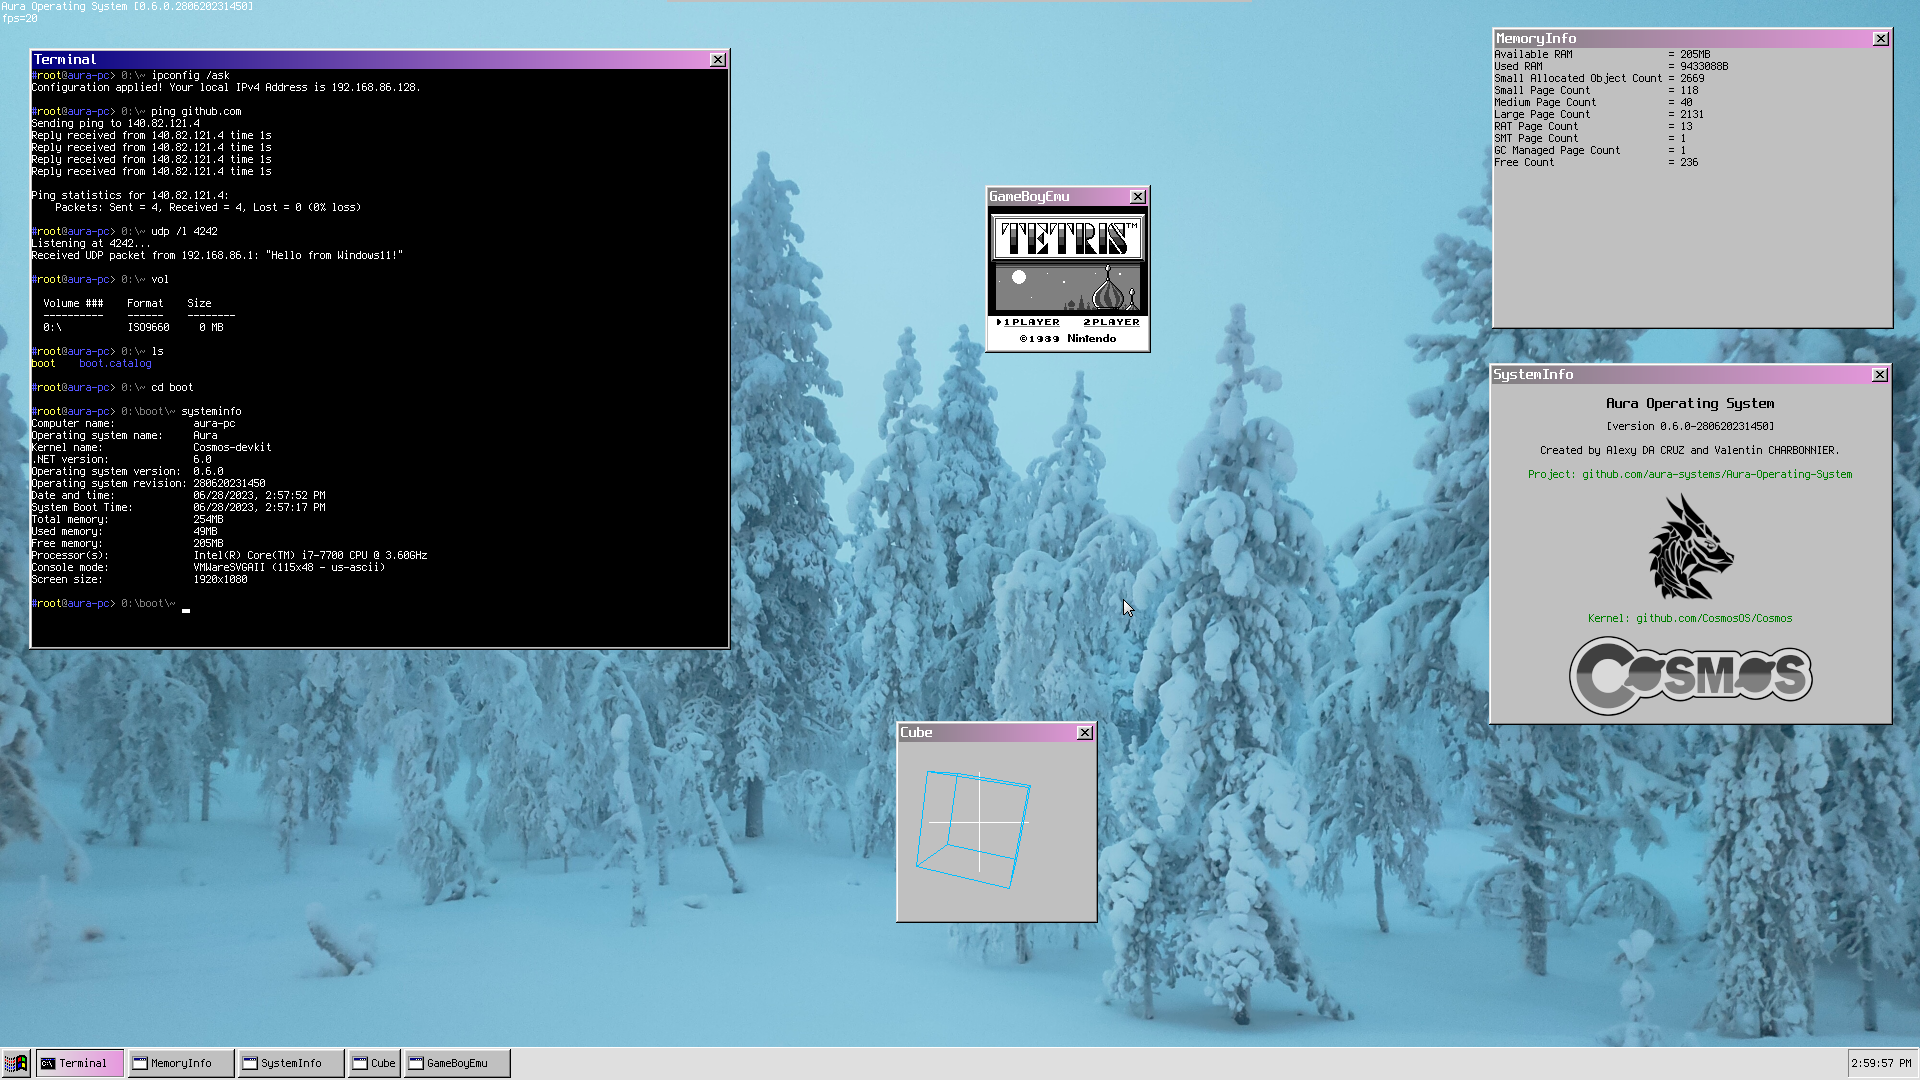 Aura Operating System [0.6.0.280620231450]
fps=20
Terminal
#root@aura-pc> 0:\~ ipconfig /ask
Configuration applied! Your local IPv4 Address is 192.168.86.128.
#root@aura-pc> 0:\~ ping github.com
Sending ping to 140.82.121.4
Reply received from 140.82.121.4 time 1s
Reply received from 140.82.121.4 time 1s
Reply received from 140.82.121.4 time 1s
Reply received from 140.82.121.4 time 1s
Ping statistics for 140.82.121.4:
Packets: Sent = 4, Received = 4, Lost = 0 (0% loss)
#root@aura-pc> 0:\~ udp /l 4242
Listening at 4242...
Received UDP packet from 192.168.86.1: "Hello from Windows11!"
#root@aura-pc> 0:\~ vol
Volume ### Format Size
---------- ------ --------
0:\ ISO9660 0 MB
#root@aura-pc> 0:\~ ls
boot boot.catalog
#root@aura-pc> 0:\~ cd boot
#root@aura-pc> 0:\boot\~ systeminfo
Computer name: aura-pc
Operating system name: Aura
Kernel name: Cosmos-devkit
.NET version: 6.0
Operating system version: 0.6.0
Operating system revision: 280620231450
Date and time: 06/28/2023, 2:57:52 PM
System Boot Time: 06/28/2023, 2:57:17 PM
Total memory: 254MB
Used memory: 49MB
Free memory: 205MB
Processor(s): Intel(R) Core(TM) i7-7700 CPU @ 3.60GHz
Console mode: VMWareSVGAII (115x48 - us-ascii)
Screen size: 1920x1080
#root@aura-pc> 0:\boot\~
GameBoyEmu
TETRIS™
1PLAYER 2PLAYER
©1989 Nintendo
Cube
MemoryInfo
Available RAM = 205MB
Used RAM = 9433088B
Small Allocated Object Count = 2669
Small Page Count = 118
Medium Page Count = 40
Large Page Count = 2131
RAT Page Count = 13
SMT Page Count = 1
GC Managed Page Count = 1
Free Count = 236
SystemInfo
Aura Operating System
[version 0.6.0-280620231450]
Created by Alexy DA CRUZ and Valentin CHARBONNIER.
Project: github.com/aura-systems/Aura-Operating-System
Kernel: github.com/CosmosOS/Cosmos
COSMOS
Terminal MemoryInfo SystemInfo Cube GameBoyEmu 2:59:57 PM